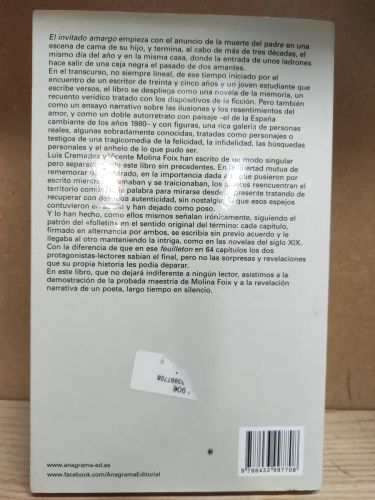 El invitado amargo empieza con el anuncio de la muerte del padre en una
escena de cama de su hijo, y termina, al cabo de más de tres décadas, el
mismo día del año y en la misma casa, donde la entrada de unos ladrones
hace salir de una caja negra el pasado de dos amantes.
En el transcurso, no siempre lineal, de ese tiempo iniciado por el
encuentro de un escritor de treinta y cinco años y un joven estudiante que
escribe versos, el libro se despliega como una novela de la memoria, un
recuento verídico tratado con los dispositivos de la ficción. Pero también
como un ensayo narrativo sobre las ilusiones y los resentimientos del
amor, y como un doble autorretrato con paisaje –el de la España
cambiante de los años 1980– y con figuras, una rica galería de personas
reales, algunas sobradamente conocidas, tratadas como personajes o
testigos de una tragicomedia de la felicidad, la infidelidad, las búsquedas
personales y el anhelo de lo que pudo ser.
Luis Cremades y Vicente Molina Foix han escrito de un modo singular
pero separado este libro sin precedentes. En la libertad mutua de
rememorar lo separado, en la importancia dada a lo que pusieron por
escrito mientras se amaban y se traicionaban, los autores reencuentran el
territorio común de la palabra para mirarse desde el presente tratando de
recuperar con desnuda autenticidad, sin nostalgia, lo que esos espejos
contuvieron en su día y han dejado como poso.
Y lo han hecho, como ellos mismos señalan irónicamente, siguiendo el
patrón del «folletín» en el sentido original del término: cada capítulo,
firmado en alternancia por ambos, se escribía sin previo acuerdo y le
llegaba al otro manteniendo la intriga, como en las novelas del siglo XIX.
Con la diferencia de que en ese feuilleton en 64 capítulos los dos
protagonistas-lectores sabían el final, pero no las sorpresas y revelaciones
que su propia historia les podía deparar.
En este libro, que no dejará indiferente a ningún lector, asistimos a la
demostración de la probada maestría de Molina Foix y a la revelación
narrativa de un poeta, largo tiempo en silencio.
www.anagrama-ed.es
www.facebook.com/AnagramaEditorial
9 788433 997708